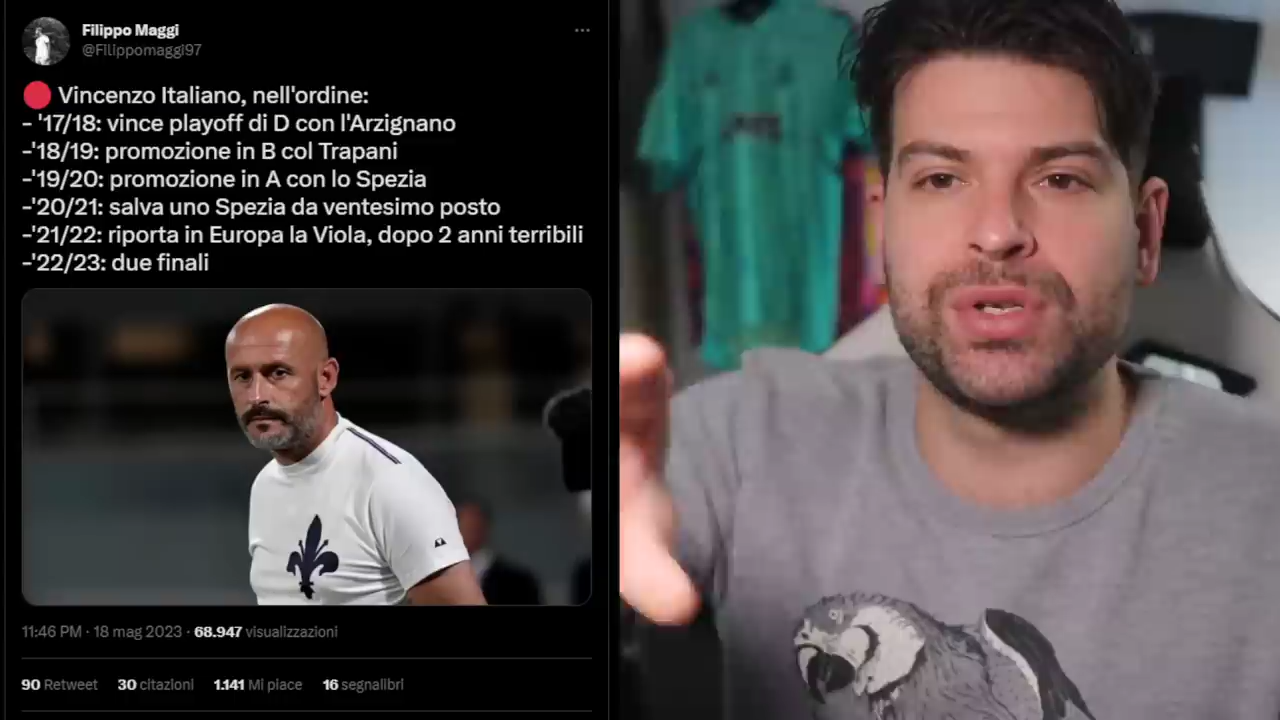 Filippo Maggi
@Filippomaggi97
Vincenzo Italiano, nell'ordine:
- '17/18: vince playoff di D con l'Arzignano
-'18/19: promozione in B col Trapani
-'19/20: promozione in A con lo Spezia
-'20/21: salva uno Spezia da ventesimo posto
-'21/22: riporta in Europa la Viola, dopo 2 anni terribili
-'22/23: due finali
11:46 PM · 18 mag 2023 · 68.947 visualizzazioni
90 Retweet 30 citazioni 1.141 Mi piace 16 segnalibri